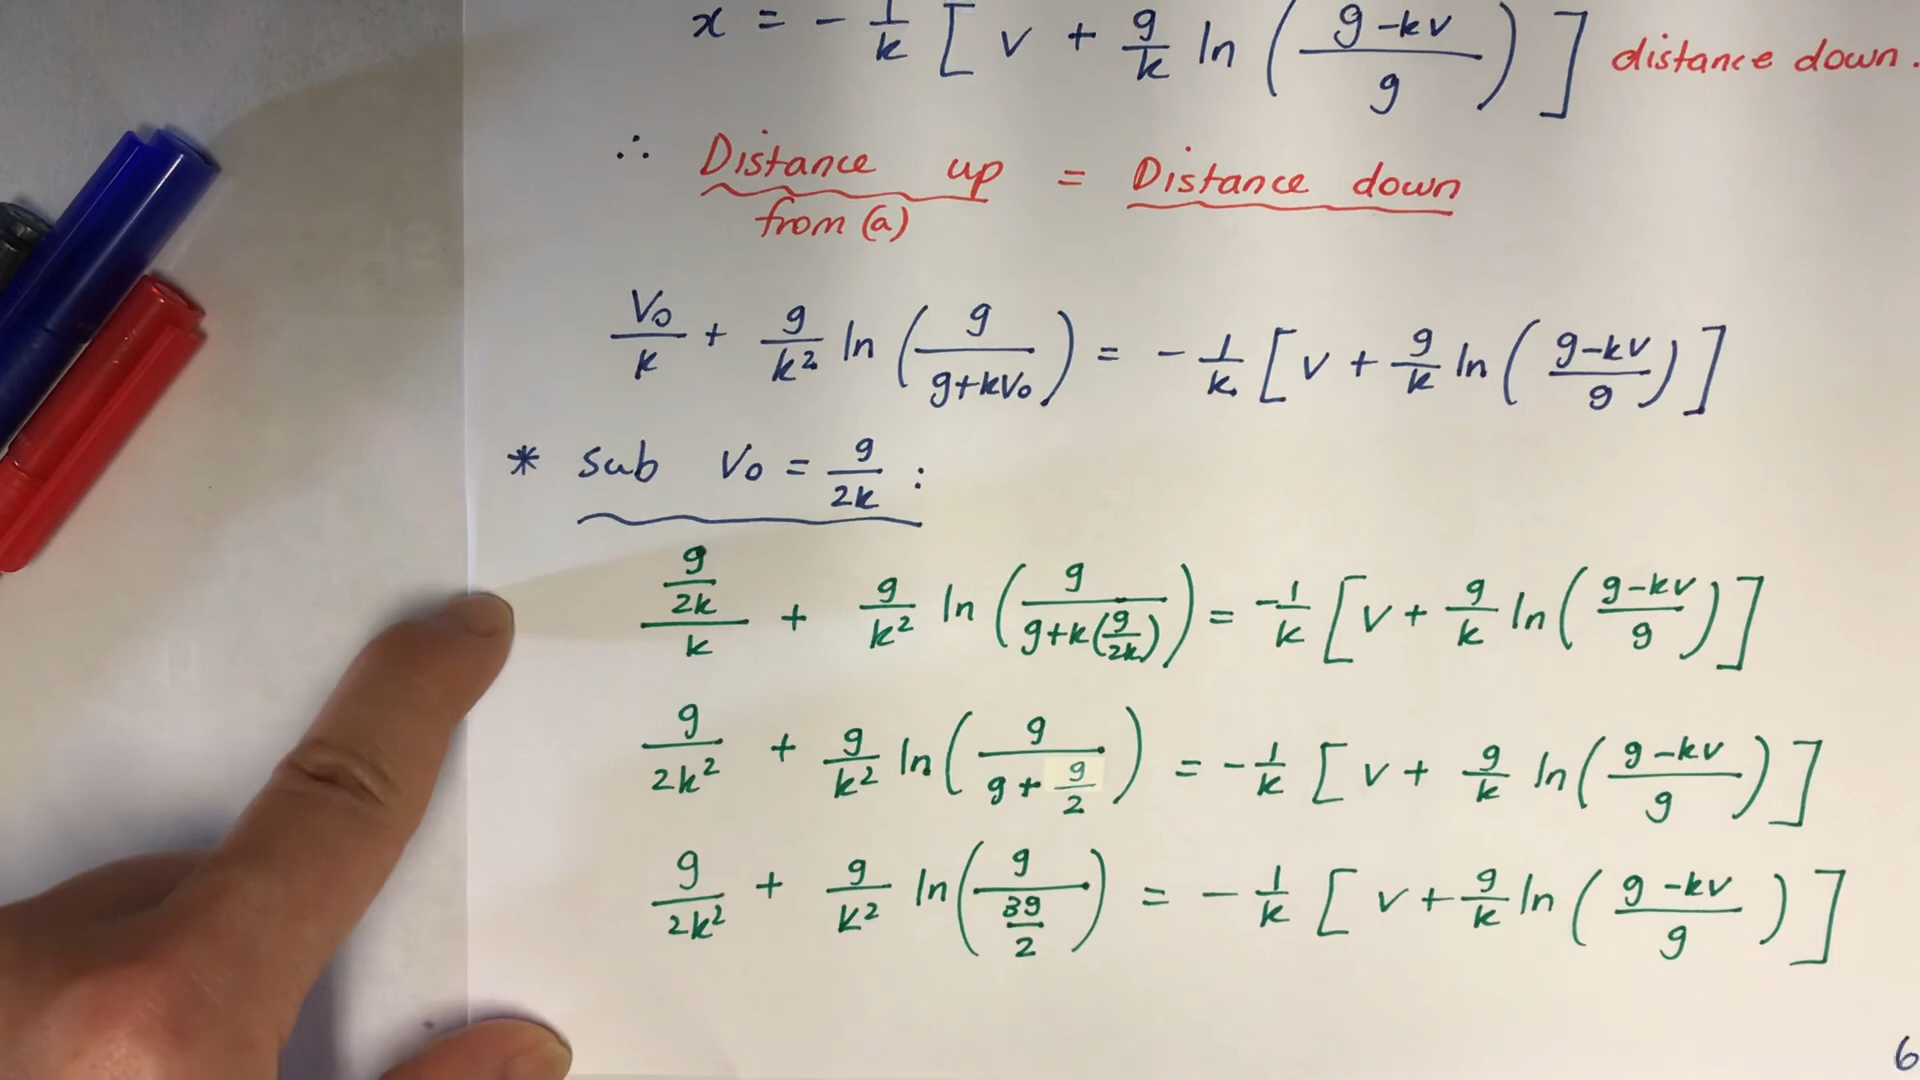 x = - 1/k [ v + g/k ln ( (g-kv)/g ) ] distance down.
∴ Distance up = Distance down
from (a)
V₀/k + g/k² ln ( g/(g+kV₀) ) = - 1/k [ v + g/k ln ( (g-kv)/g ) ]
* sub V₀ = g/2k :
(g/2k)/k + g/k² ln ( g/(g+k(g/2k)) ) = -1/k [ v + g/k ln ( (g-kv)/g ) ]
g/2k² + g/k² ln ( g/(g + g/2) ) = - 1/k [ v + g/k ln ( (g-kv)/g ) ]
g/2k² + g/k² ln ( g/(3g/2) ) = - 1/k [ v + g/k ln ( (g-kv)/g ) ]
6